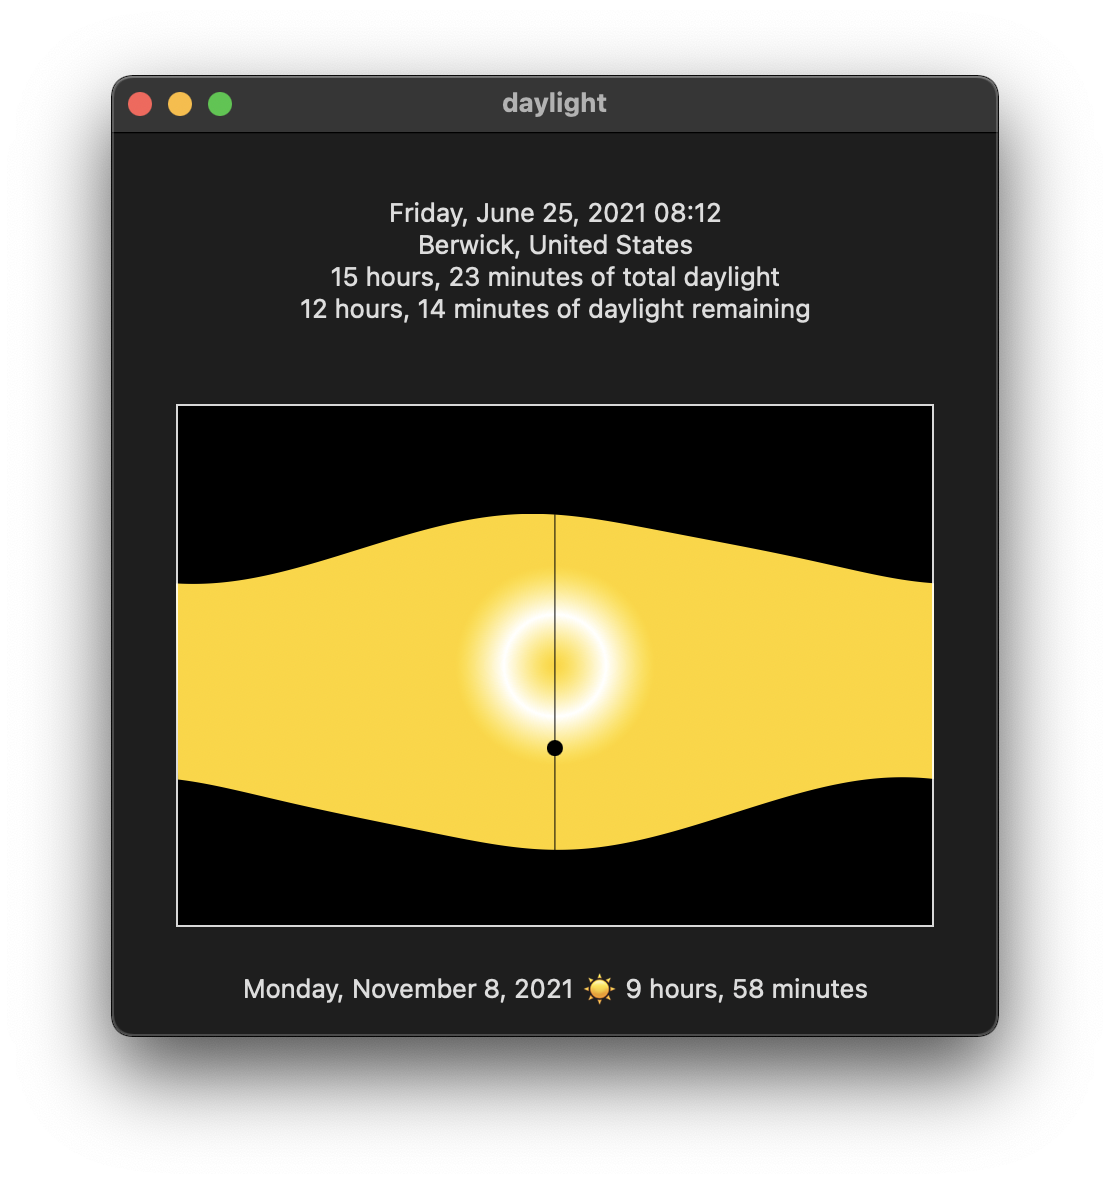 daylight
Friday, June 25, 2021 08:12
Berwick, United States
15 hours, 23 minutes of total daylight
12 hours, 14 minutes of daylight remaining
Monday, November 8, 2021 ☀️ 9 hours, 58 minutes